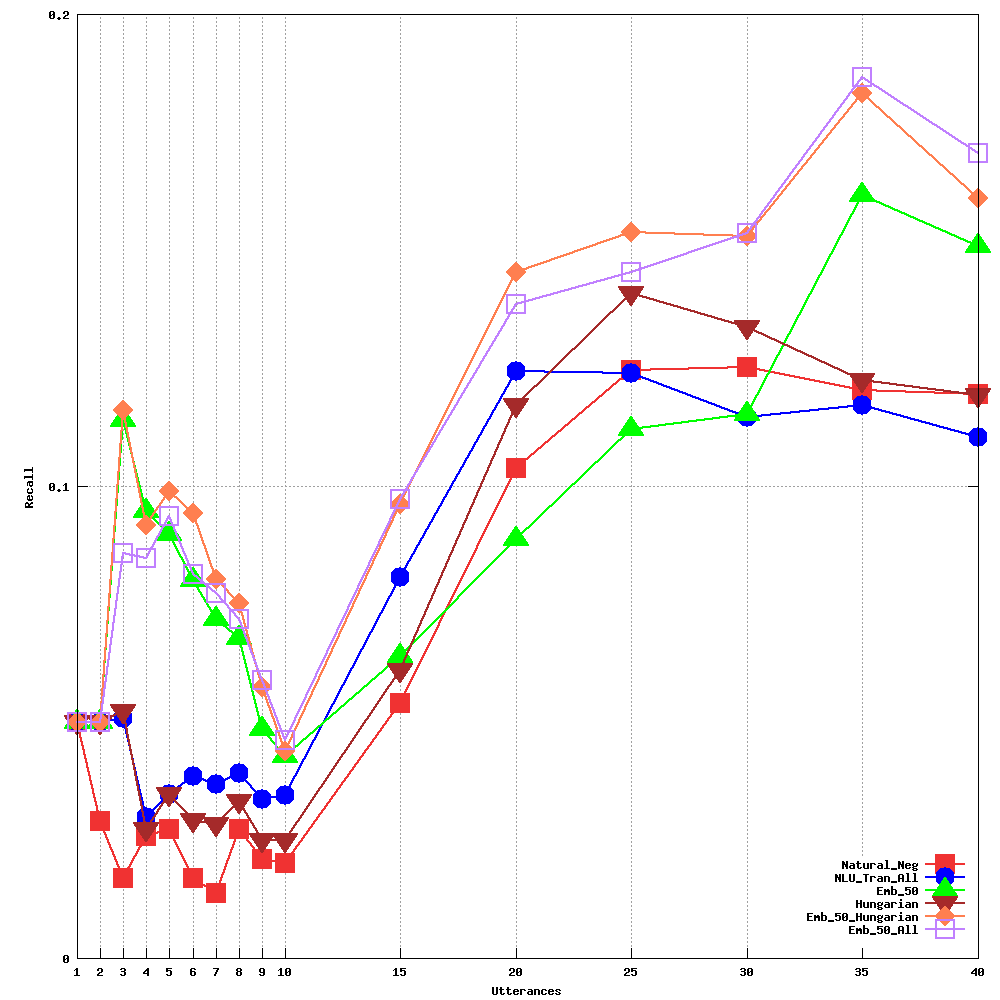 0.2
0.1
0
Recall
1 2 3 4 5 6 7 8 9 10 15 20 25 30 35 40
Utterances
Natural_Neg
NLU_Tran_All
Emb_50
Hungarian
Emb_50_Hungarian
Emb_50_All